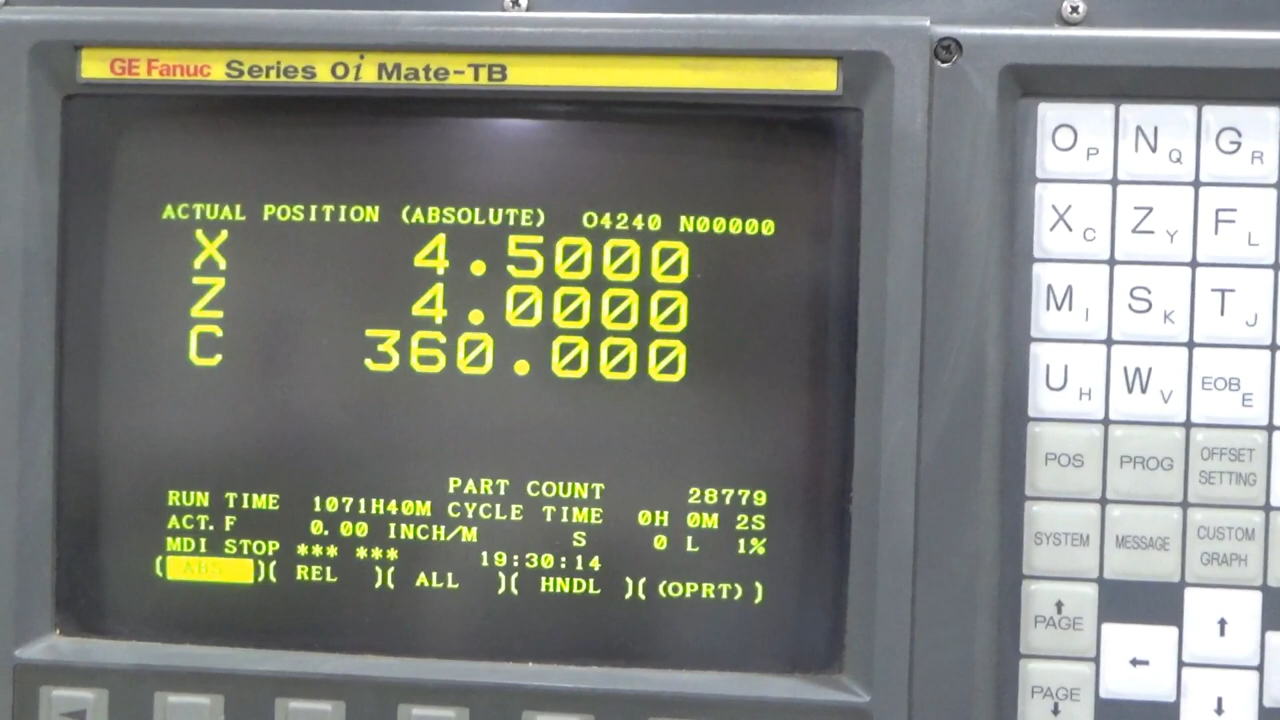 GE Fanuc Series 0i Mate-TB
ACTUAL POSITION (ABSOLUTE) O4240 N00000
X 4.5000
Z 4.0000
C 360.000
PART COUNT 28779
RUN TIME 1071H40M CYCLE TIME 0H 0M 2S
ACT.F 0.00 INCH/M S 0 L 1%
MDI STOP *** *** 19:30:14
(ABS)( REL )( ALL )( HNDL )( (OPRT) )
O P N Q G R
X C Z Y F L
M I S K T J
U H W V EOB E
POS PROG OFFSET SETTING
SYSTEM MESSAGE CUSTOM GRAPH
↑ PAGE ↑
←
PAGE ↓ ↓